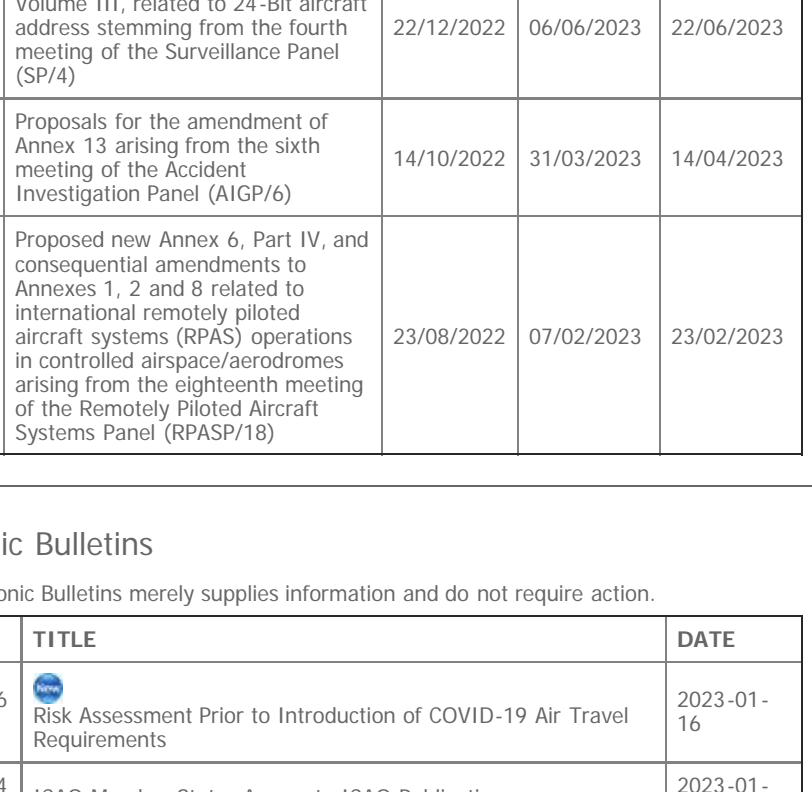 Volume III, related to 24-Bit aircraft
address stemming from the fourth
meeting of the Surveillance Panel
(SP/4)
22/12/2022 06/06/2023 22/06/2023
Proposals for the amendment of
Annex 13 arising from the sixth
meeting of the Accident
Investigation Panel (AIGP/6)
14/10/2022 31/03/2023 14/04/2023
Proposed new Annex 6, Part IV, and
consequential amendments to
Annexes 1, 2 and 8 related to
international remotely piloted
aircraft systems (RPAS) operations
in controlled airspace/aerodromes
arising from the eighteenth meeting
of the Remotely Piloted Aircraft
Systems Panel (RPASP/18)
23/08/2022 07/02/2023 23/02/2023
ic Bulletins
onic Bulletins merely supplies information and do not require action.
TITLE DATE
6
New
Risk Assessment Prior to Introduction of COVID-19 Air Travel
Requirements
2023-01-
16
4
2023-01-